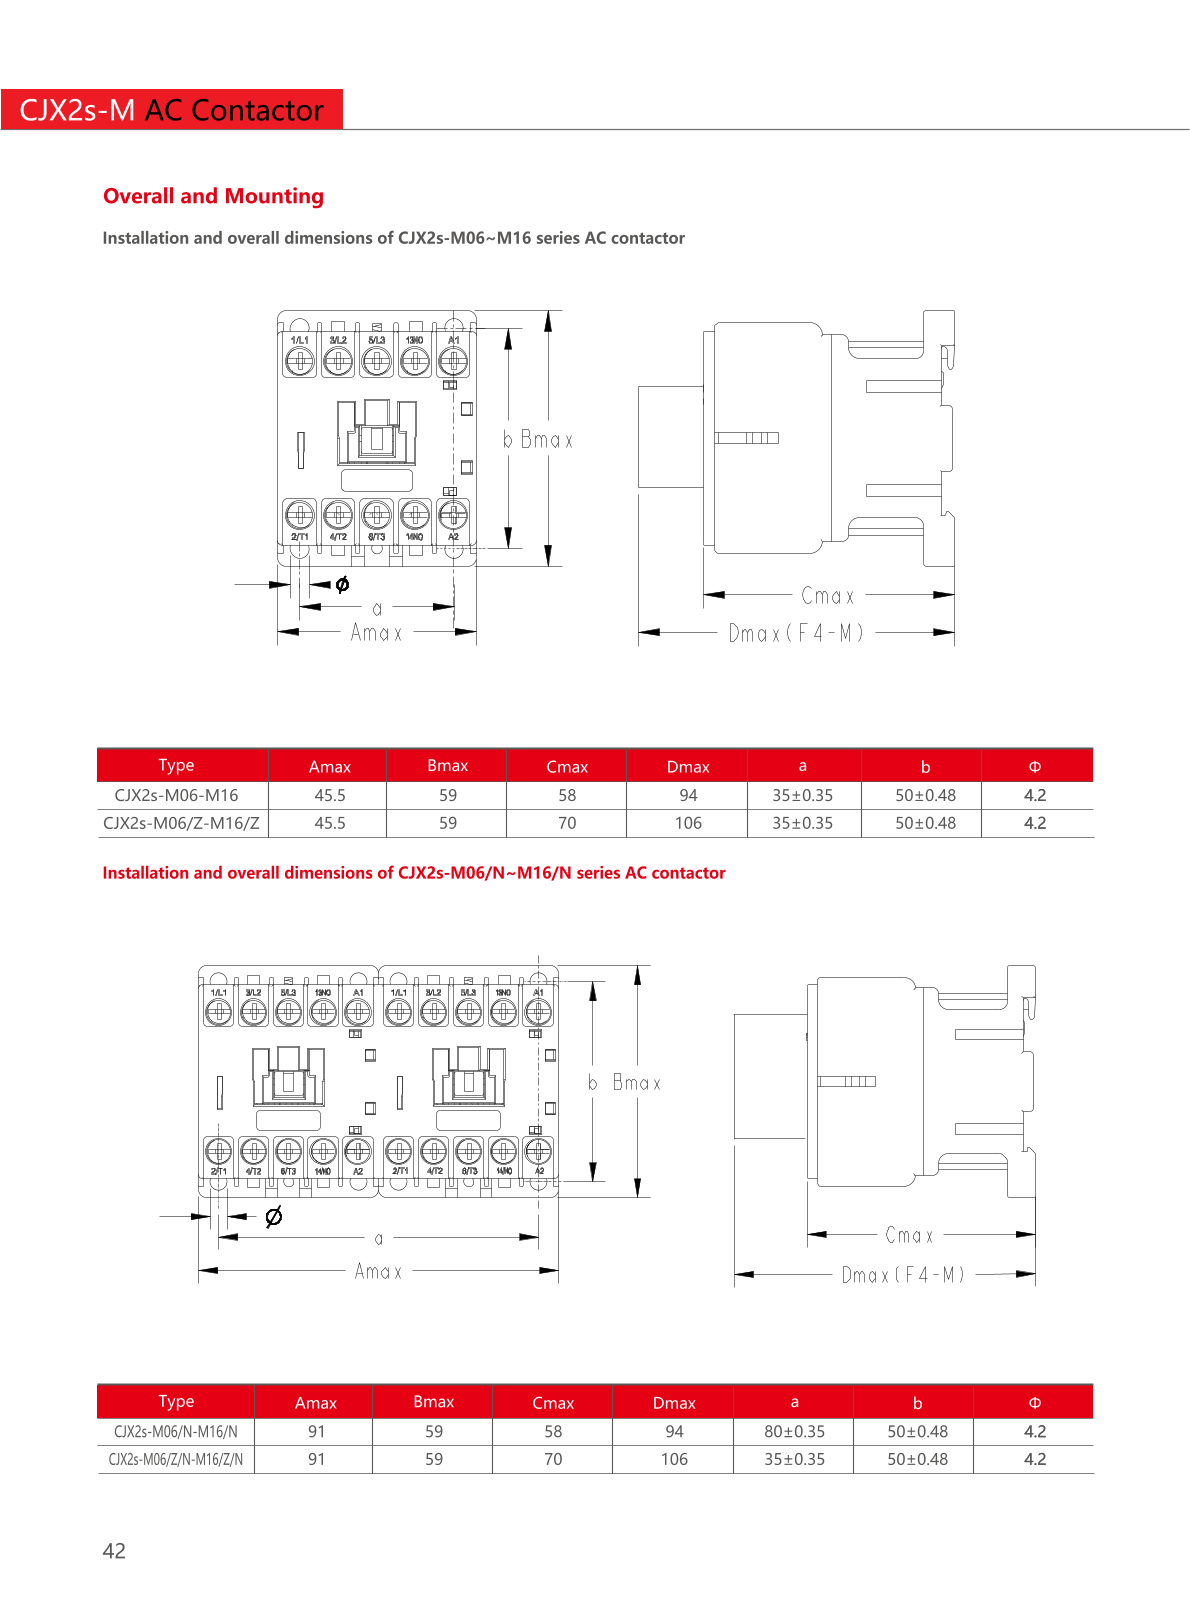 CJX2s-M AC Contactor
Overall and Mounting
Installation and overall dimensions of CJX2s-M06~M16 series AC contactor
1/L1 3/L2 5/L3 13NO A1
b Bmax
2/T1 4/T2 6/T3 14NO A2
ϕ
a
Amax
Cmax
Dmax(F4-M)
Type Amax Bmax Cmax Dmax a b Φ
CJX2s-M06-M16 45.5 59 58 94 35±0.35 50±0.48 4.2
CJX2s-M06/Z-M16/Z 45.5 59 70 106 35±0.35 50±0.48 4.2
Installation and overall dimensions of CJX2s-M06/N~M16/N series AC contactor
1/L1 3/L2 5/L3 13NO A1 1/L1 3/L2 5/L3 13NO A1
b Bmax
2/T1 4/T2 6/T3 14NO A2 2/T1 4/T2 6/T3 14NO A2
ϕ
a
Amax
Cmax
Dmax(F4-M)
Type Amax Bmax Cmax Dmax a b Φ
CJX2s-M06/N-M16/N 91 59 58 94 80±0.35 50±0.48 4.2
CJX2s-M06/Z/N-M16/Z/N 91 59 70 106 35±0.35 50±0.48 4.2
42